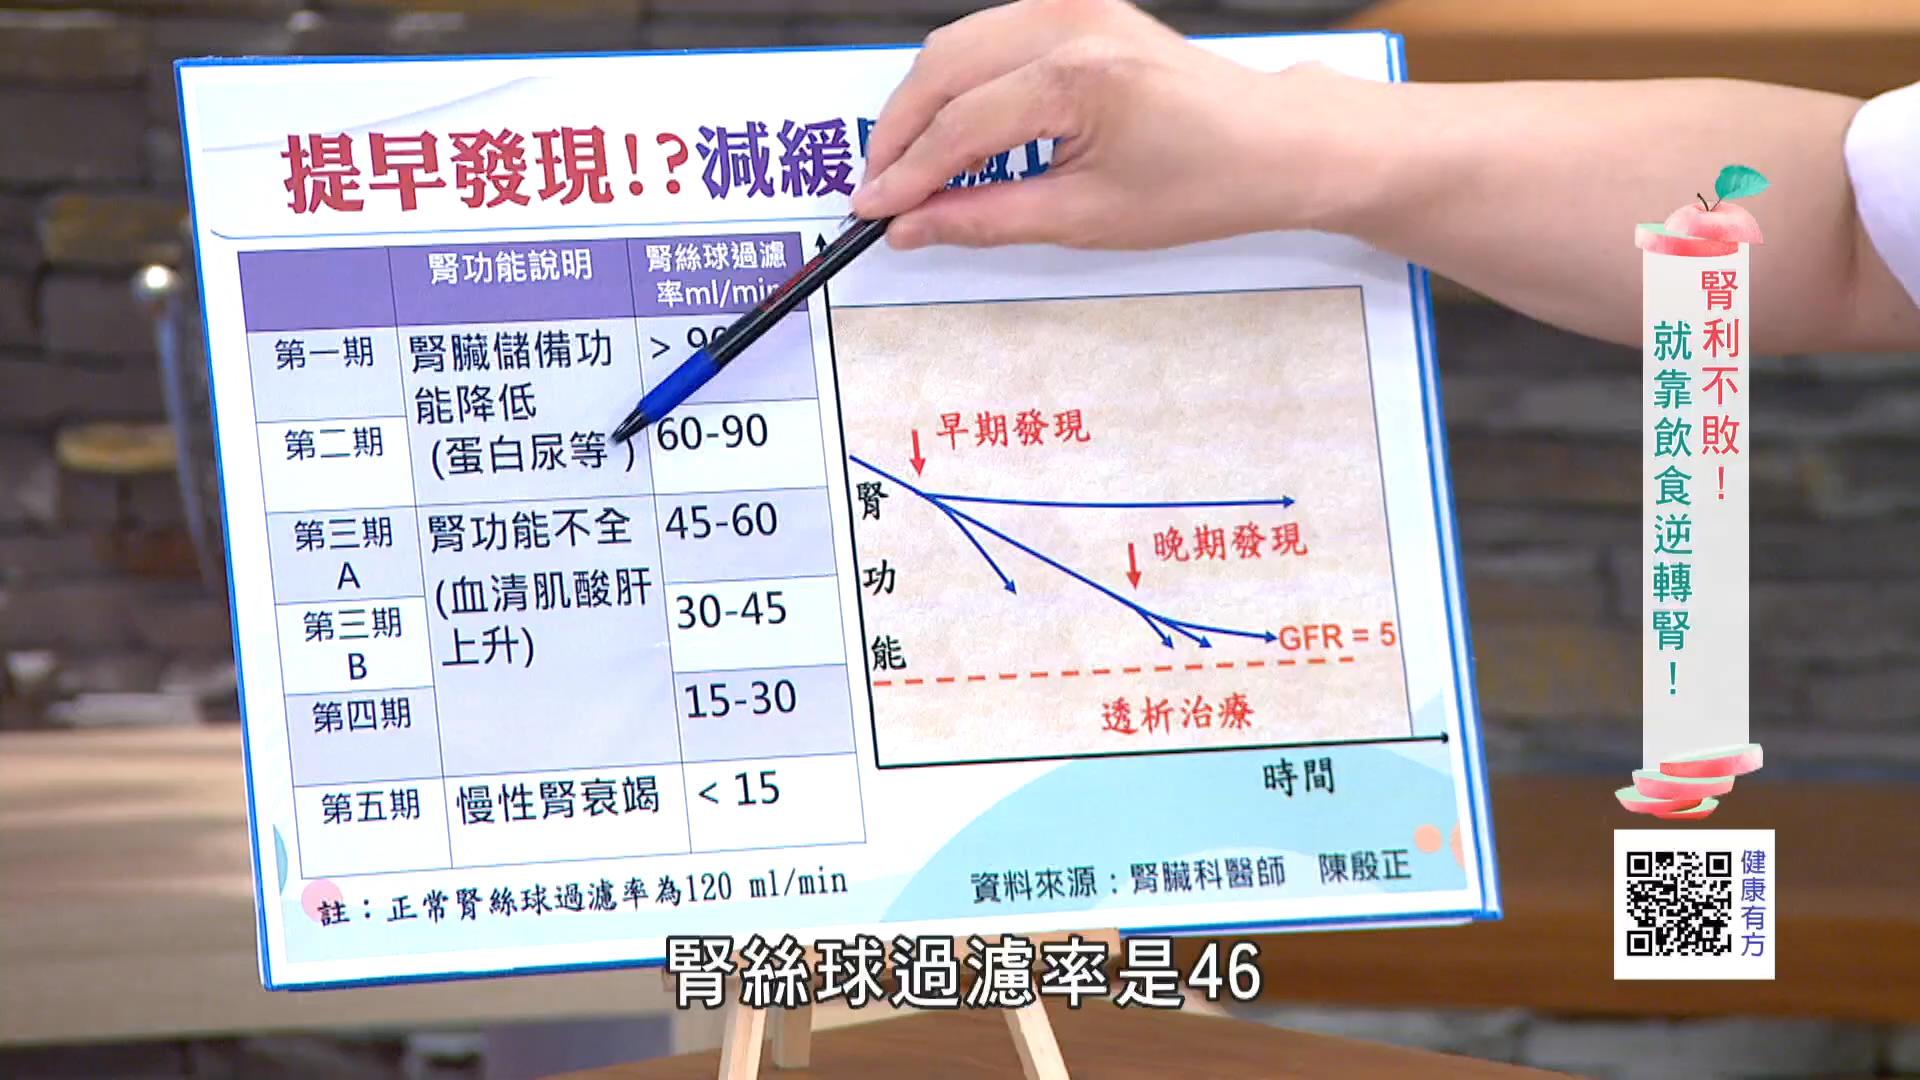 提早發現!?減緩
腎功能說明
腎絲球過濾
率ml/min
第一期
腎臟儲備功
能降低
(蛋白尿等)
> 90
第二期
60-90
第三期
A
腎功能不全
(血清肌酸肝
上升)
45-60
第三期
B
30-45
第四期
15-30
第五期
慢性腎衰竭
< 15
註：正常腎絲球過濾率為120 ml/min
早期發現
晚期發現
腎
功
能
GFR = 5
透析治療
時間
資料來源：腎臟科醫師 陳殷正
腎利不敗！
就靠飲食逆轉腎！
健康有方
腎絲球過濾率是46